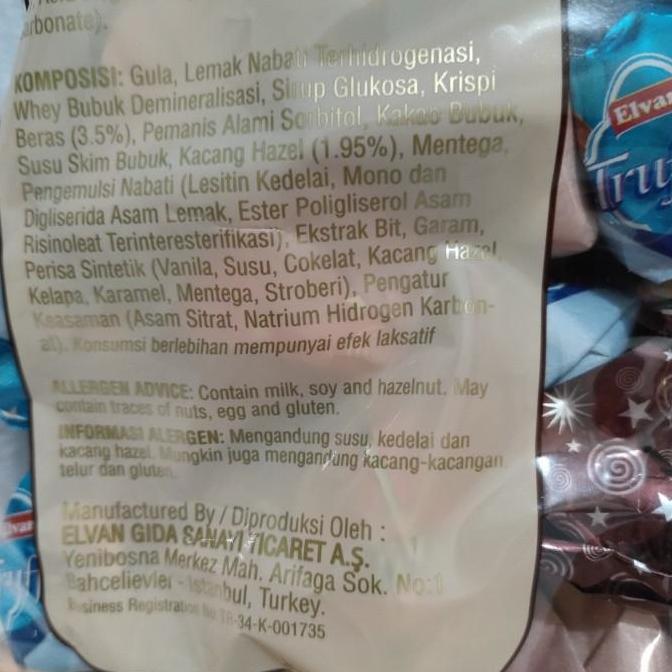 arbonate).
KOMPOSISI: Gula, Lemak Nabati Terhidrogenasi,
Whey Bubuk Demineralisasi, Sirup Glukosa, Krispi
Beras (3.5%), Pemanis Alami Sorbitol, Kakao Bubuk,
Susu Skim Bubuk, Kacang Hazel (1.95%), Mentega,
Pengemulsi Nabati (Lesitin Kedelai, Mono dan
Digliserida Asam Lemak, Ester Poligliserol Asam
Risinoleat Terinteresterifikasi), Ekstrak Bit, Garam,
Perisa Sintetik (Vanila, Susu, Cokelat, Kacang Hazel,
Kelapa, Karamel, Mentega, Stroberi), Pengatur
Keasaman (Asam Sitrat, Natrium Hidrogen Karbon-
at). Konsumsi berlebihan mempunyai efek laksatif
ALLERGEN ADVICE: Contain milk, soy and hazelnut. May
contain traces of nuts, egg and gluten.
INFORMASI ALERGEN: Mengandung susu, kedelai dan
kacang hazel. Mungkin juga mengandung kacang-kacangan
telur dan gluten.
Manufactured By / Diproduksi Oleh :
ELVAN GIDA SANAYI TICARET A.Ş.
Yenibosna Merkez Mah. Arifaga Sok. No:1
Bahcelievler - Istanbul, Turkey.
Business Registration No TR-34-K-001735
Elvan